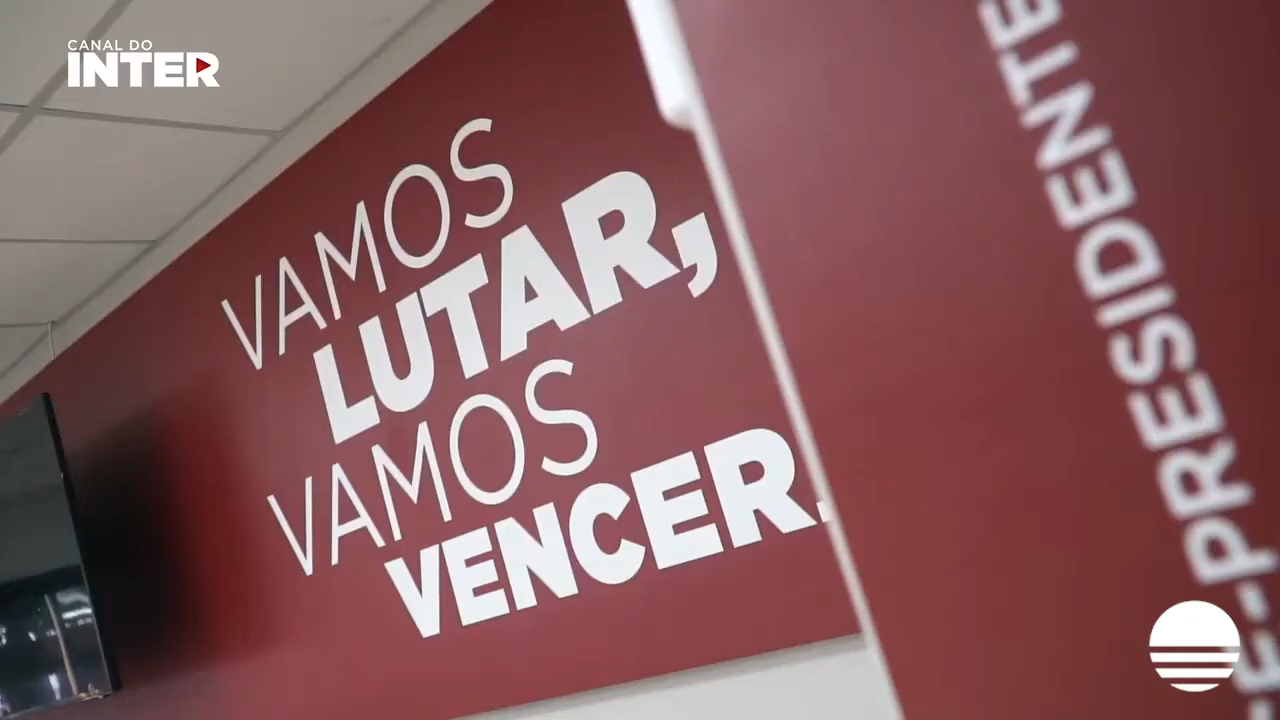 CANAL DO
INTER
VAMOS
LUTAR,
VAMOS
VENCER.
E-PRESIDENTE